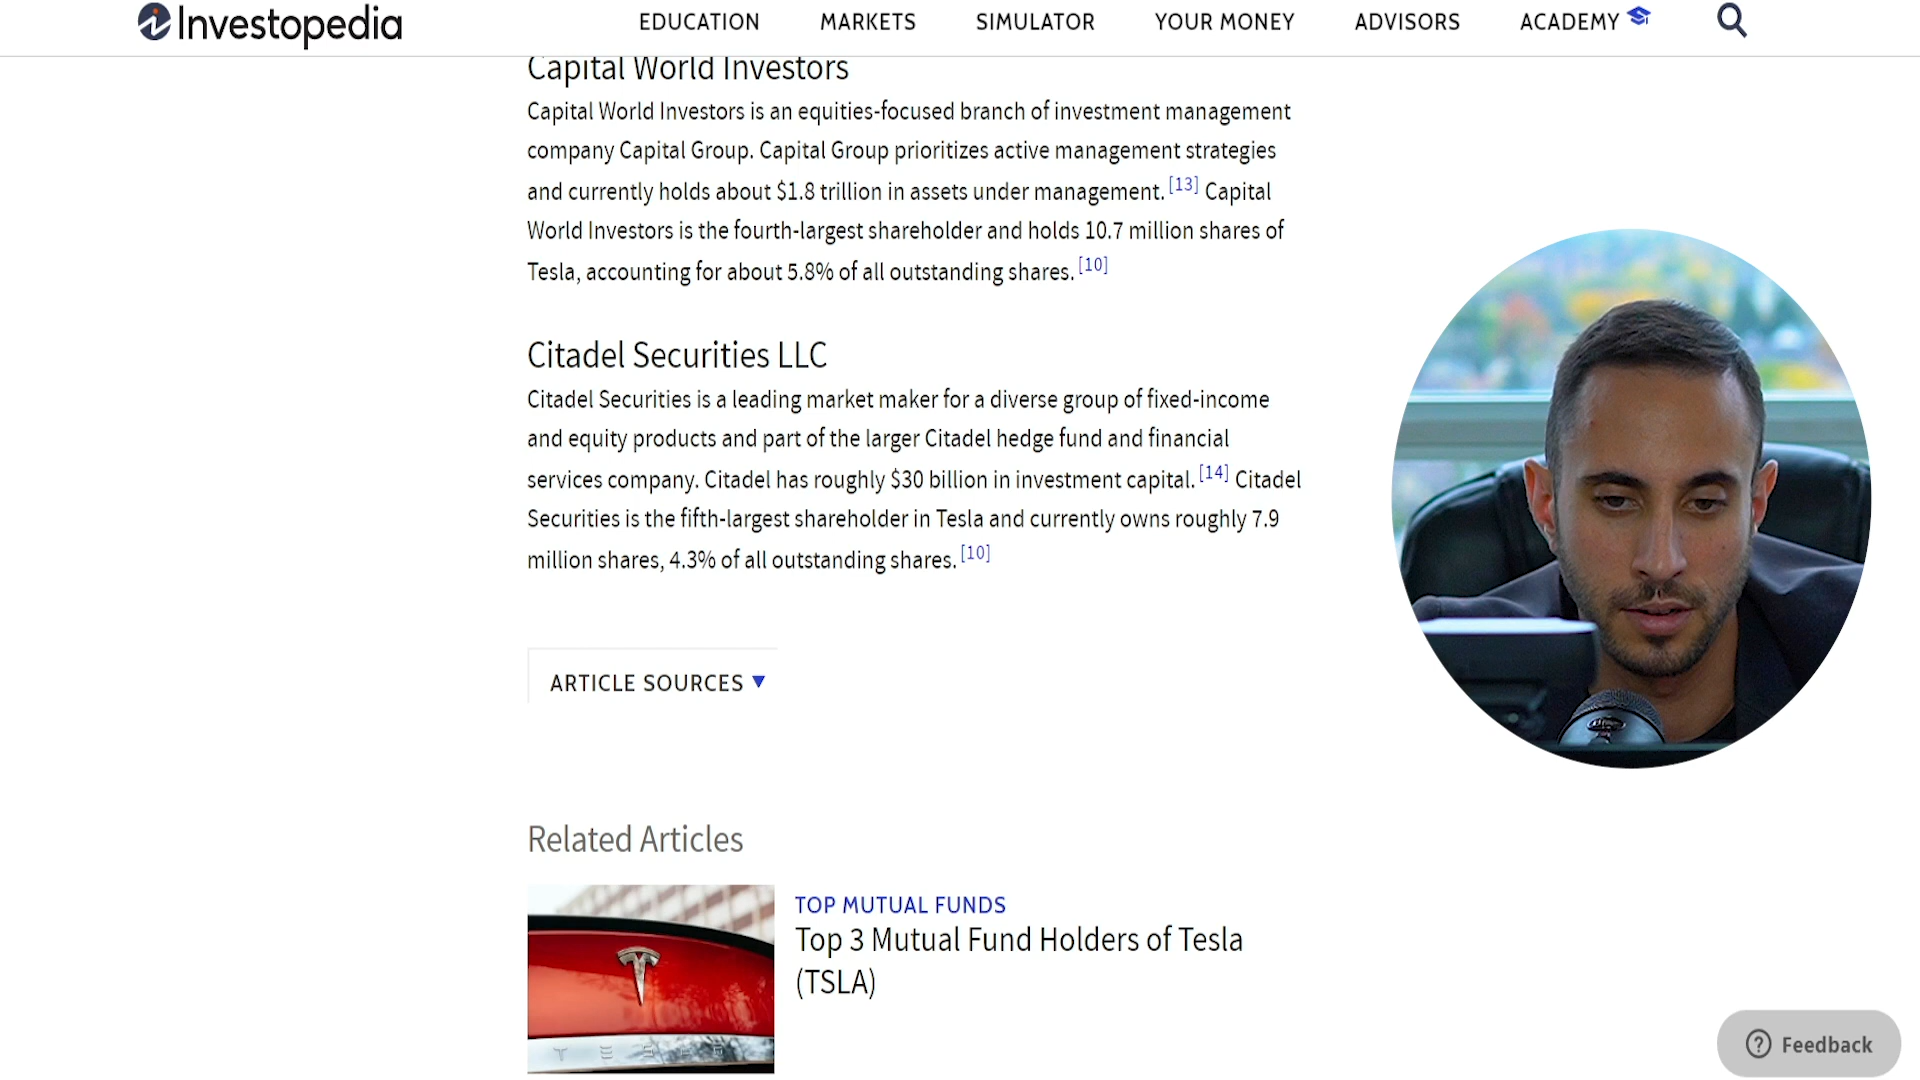 Investopedia
EDUCATION MARKETS SIMULATOR YOUR MONEY ADVISORS ACADEMY
Capital World Investors
Capital World Investors is an equities-focused branch of investment management
company Capital Group. Capital Group prioritizes active management strategies
and currently holds about $1.8 trillion in assets under management. [13] Capital
World Investors is the fourth-largest shareholder and holds 10.7 million shares of
Tesla, accounting for about 5.8% of all outstanding shares. [10]
Citadel Securities LLC
Citadel Securities is a leading market maker for a diverse group of fixed-income
and equity products and part of the larger Citadel hedge fund and financial
services company. Citadel has roughly $30 billion in investment capital. [14] Citadel
Securities is the fifth-largest shareholder in Tesla and currently owns roughly 7.9
million shares, 4.3% of all outstanding shares. [10]
ARTICLE SOURCES
Related Articles
TOP MUTUAL FUNDS
Top 3 Mutual Fund Holders of Tesla
(TSLA)
T E S L A
Feedback